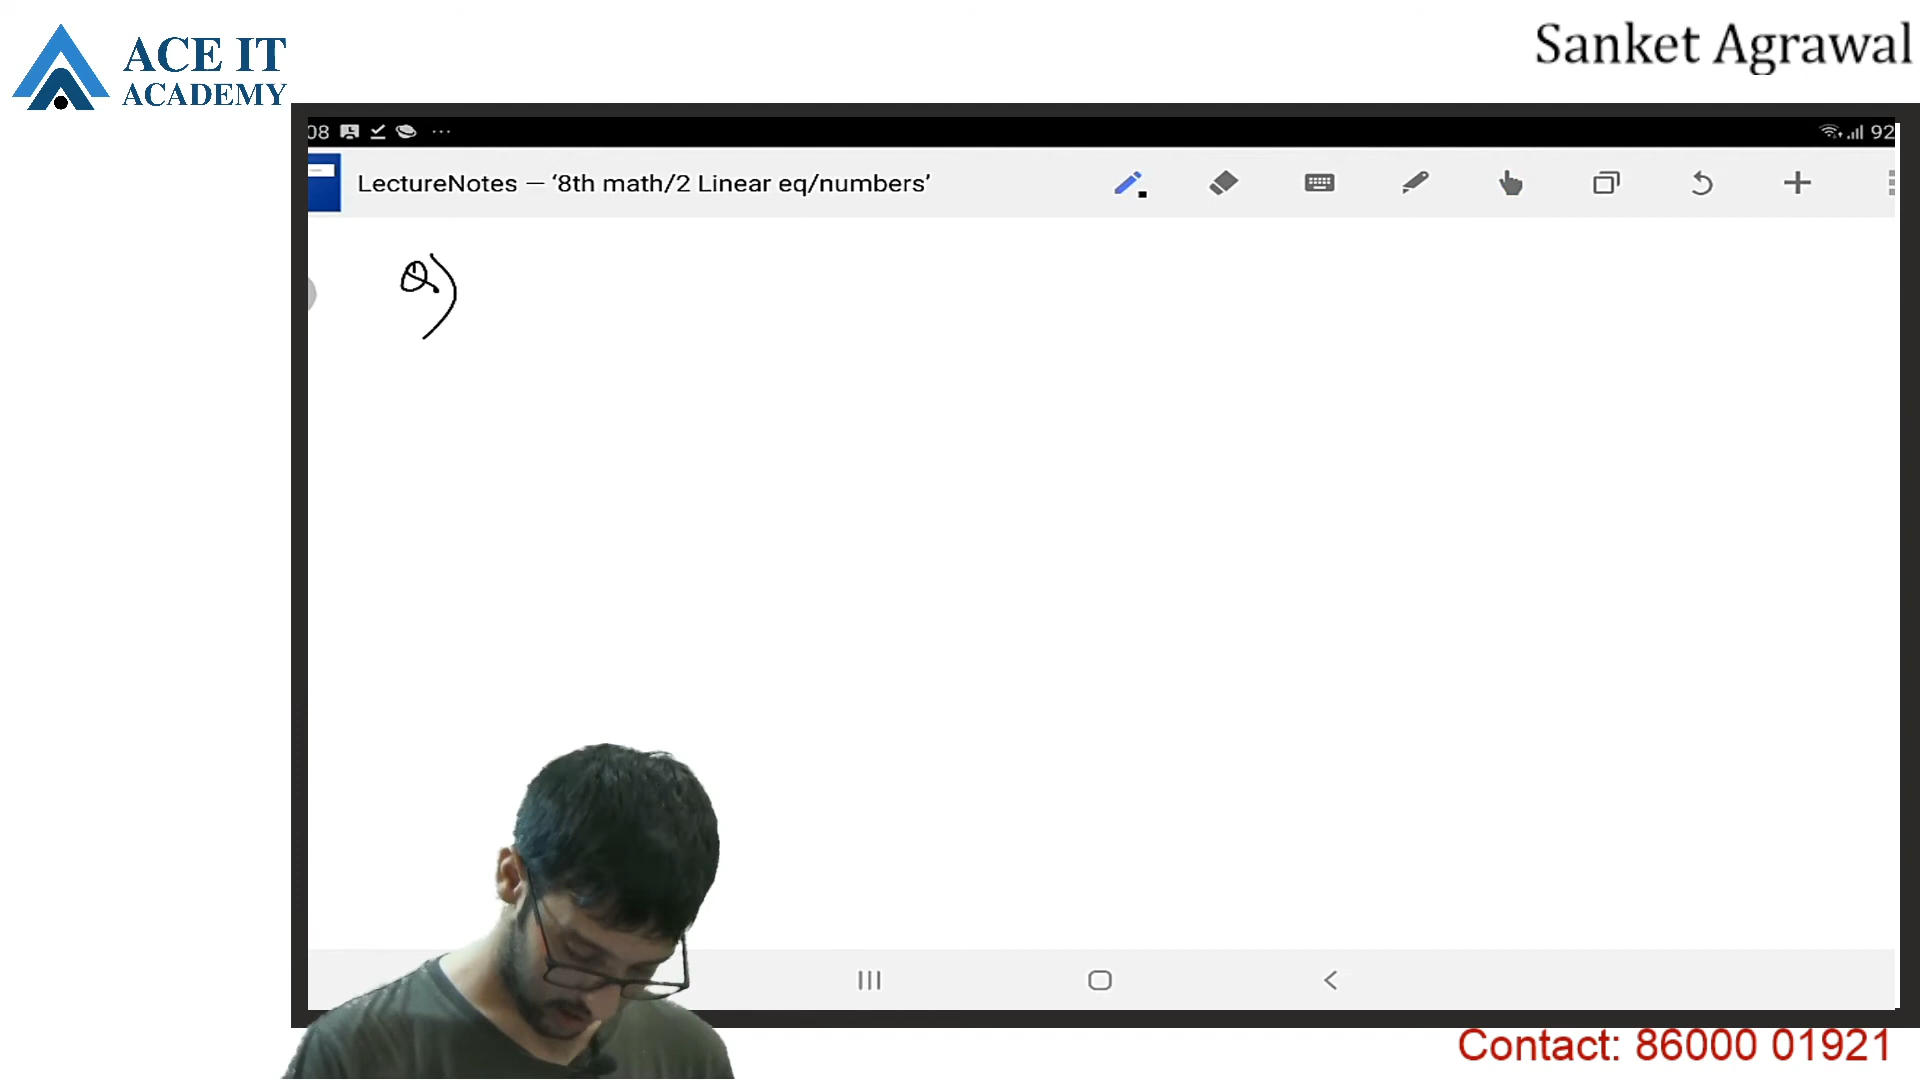 ACE IT
ACADEMY
Sanket Agrawal
08 ... 92
LectureNotes — ‘8th math/2 Linear eq/numbers’
Q)
Contact: 86000 01921